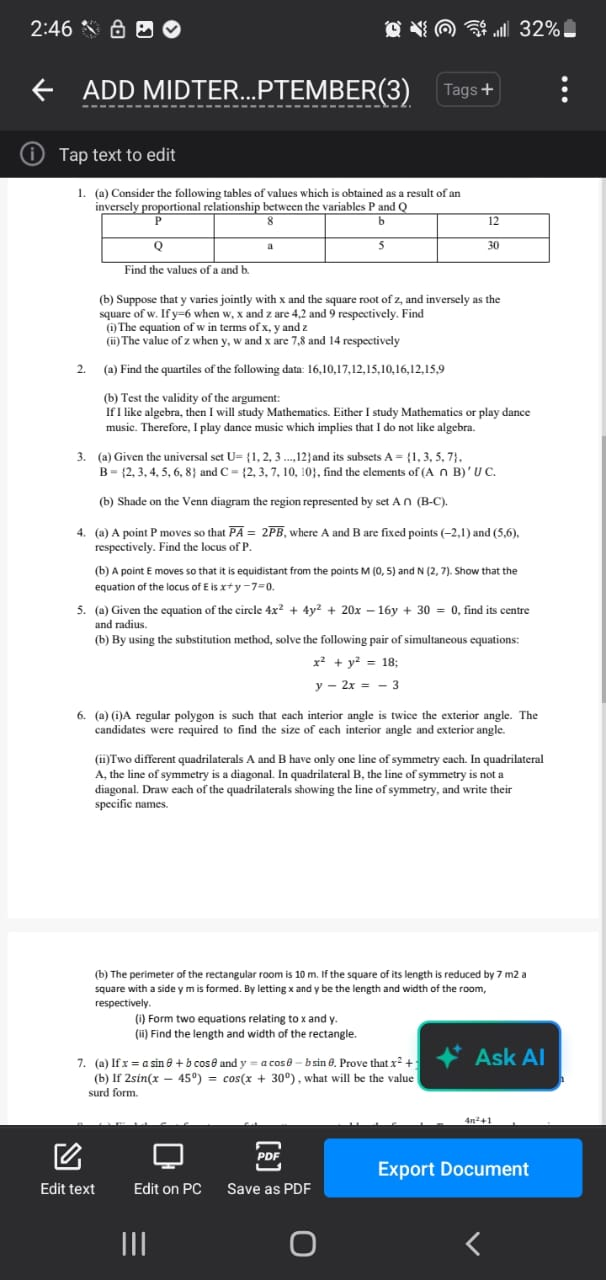 2:46 32%
ADD MIDTER...PTEMBER(3) Tags +
Tap text to edit
1. (a) Consider the following tables of values which is obtained as a result of an
inversely proportional relationship between the variables P and Q
P 8 b 12
Q a 5 30
Find the values of a and b.
(b) Suppose that y varies jointly with x and the square root of z, and inversely as the
square of w. If y=6 when w, x and z are 4,2 and 9 respectively. Find
(i) The equation of w in terms of x, y and z
(ii) The value of z when y, w and x are 7,8 and 14 respectively
2. (a) Find the quartiles of the following data: 16,10,17,12,15,10,16,12,15,9
(b) Test the validity of the argument:
If I like algebra, then I will study Mathematics. Either I study Mathematics or play dance
music. Therefore, I play dance music which implies that I do not like algebra.
3. (a) Given the universal set U= {1, 2, 3 ...,12}and its subsets A = {1, 3, 5, 7},
B = {2, 3, 4, 5, 6, 8} and C = {2, 3, 7, 10, 10}, find the elements of (A ∩ B)' U C.
(b) Shade on the Venn diagram the region represented by set A ∩ (B-C).
4. (a) A point P moves so that P̅A̅ = 2P̅B̅, where A and B are fixed points (−2,1) and (5,6),
respectively. Find the locus of P.
(b) A point E moves so that it is equidistant from the points M (0, 5) and N (2, 7). Show that the
equation of the locus of E is x+y−7=0.
5. (a) Given the equation of the circle 4x² + 4y² + 20x − 16y + 30 = 0, find its centre
and radius.
(b) By using the substitution method, solve the following pair of simultaneous equations:
x² + y² = 18;
y − 2x = − 3
6. (a) (i)A regular polygon is such that each interior angle is twice the exterior angle. The
candidates were required to find the size of each interior angle and exterior angle.
(ii)Two different quadrilaterals A and B have only one line of symmetry each. In quadrilateral
A, the line of symmetry is a diagonal. In quadrilateral B, the line of symmetry is not a
diagonal. Draw each of the quadrilaterals showing the line of symmetry, and write their
specific names.
(b) The perimeter of the rectangular room is 10 m. If the square of its length is reduced by 7 m2 a
square with a side y m is formed. By letting x and y be the length and width of the room,
respectively.
(i) Form two equations relating to x and y.
(ii) Find the length and width of the rectangle.
7. (a) If x = a sin θ + b cos θ and y = a cos θ − b sin θ. Prove that x² +
(b) If 2sin(x − 45⁰) = cos(x + 30⁰), what will be the value
surd form.
Ask AI
4n²+1
Edit text
Edit on PC
PDF
Save as PDF
Export Document